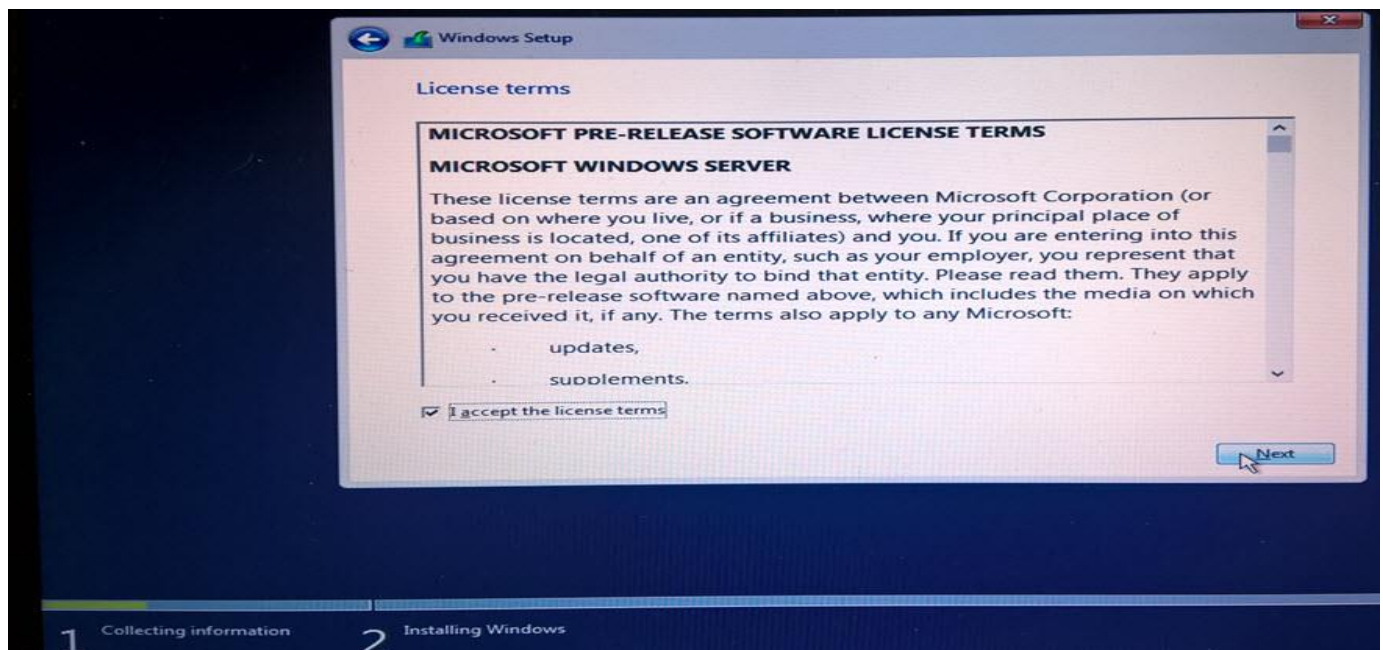 Windows Setup
License terms
MICROSOFT PRE-RELEASE SOFTWARE LICENSE TERMS
MICROSOFT WINDOWS SERVER
These license terms are an agreement between Microsoft Corporation (or
based on where you live, or if a business, where your principal place of
business is located, one of its affiliates) and you. If you are entering into this
agreement on behalf of an entity, such as your employer, you represent that
you have the legal authority to bind that entity. Please read them. They apply
to the pre-release software named above, which includes the media on which
you received it, if any. The terms also apply to any Microsoft:
· updates,
· supplements,
I accept the license terms
Next
1 Collecting information
2 Installing Windows